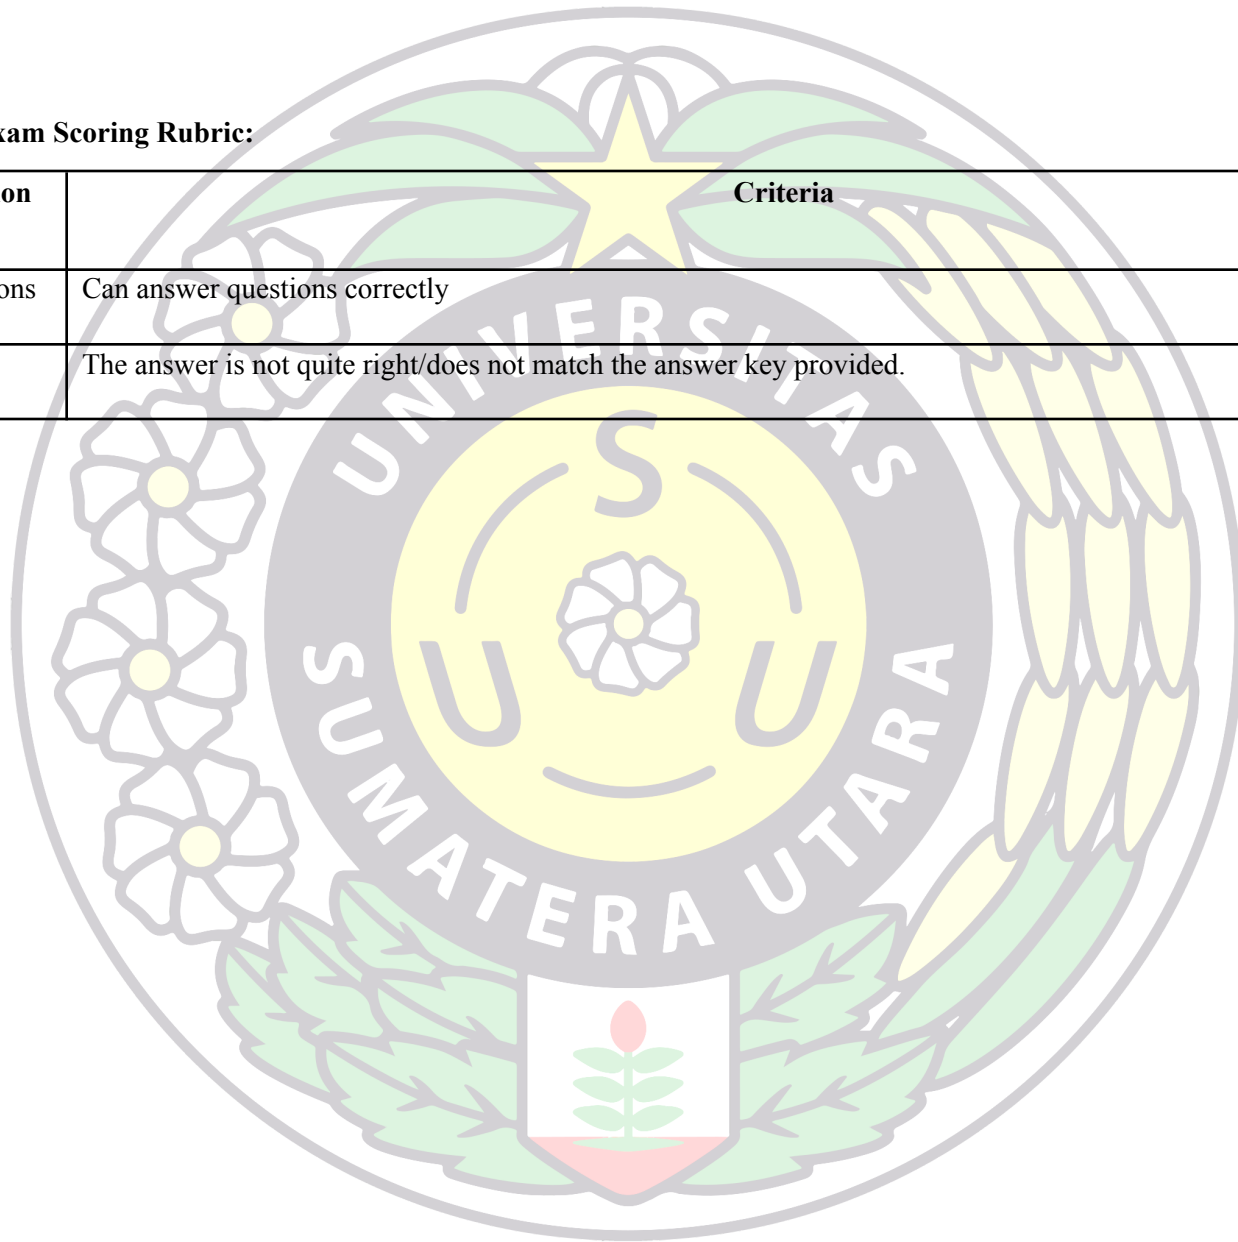 xam Scoring Rubric:
on Criteria
ons Can answer questions correctly
The answer is not quite right/does not match the answer key provided.
UNIVERSITAS
S
U U
SUMATERA UTARA